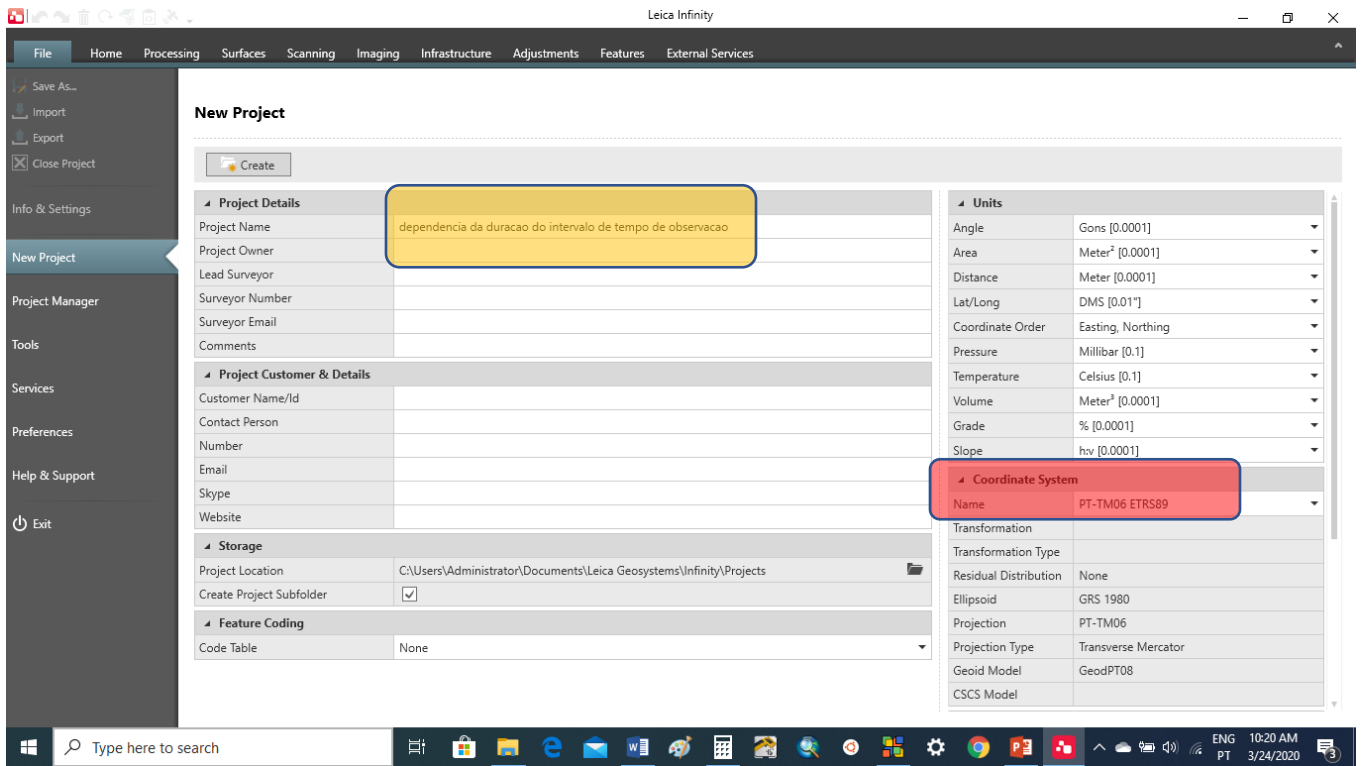 Leica Infinity
File Home Processing Surfaces Scanning Imaging Infrastructure Adjustments Features External Services
Save As...
Import
Export
Close Project
Info & Settings
New Project
Project Manager
Tools
Services
Preferences
Help & Support
Exit
New Project
Create
Project Details
Project Name dependencia da duracao do intervalo de tempo de observacao
Project Owner
Lead Surveyor
Surveyor Number
Surveyor Email
Comments
Project Customer & Details
Customer Name/Id
Contact Person
Number
Email
Skype
Website
Storage
Project Location C:\Users\Administrator\Documents\Leica Geosystems\Infinity\Projects
Create Project Subfolder
Feature Coding
Code Table None
Units
Angle Gons [0.0001]
Area Meter² [0.0001]
Distance Meter [0.0001]
Lat/Long DMS [0.01"]
Coordinate Order Easting, Northing
Pressure Millibar [0.1]
Temperature Celsius [0.1]
Volume Meter³ [0.0001]
Grade % [0.0001]
Slope h:v [0.0001]
Coordinate System
Name PT-TM06 ETRS89
Transformation
Transformation Type
Residual Distribution None
Ellipsoid GRS 1980
Projection PT-TM06
Projection Type Transverse Mercator
Geoid Model GeodPT08
CSCS Model
Type here to search
ENG 10:20 AM
PT 3/24/2020
3